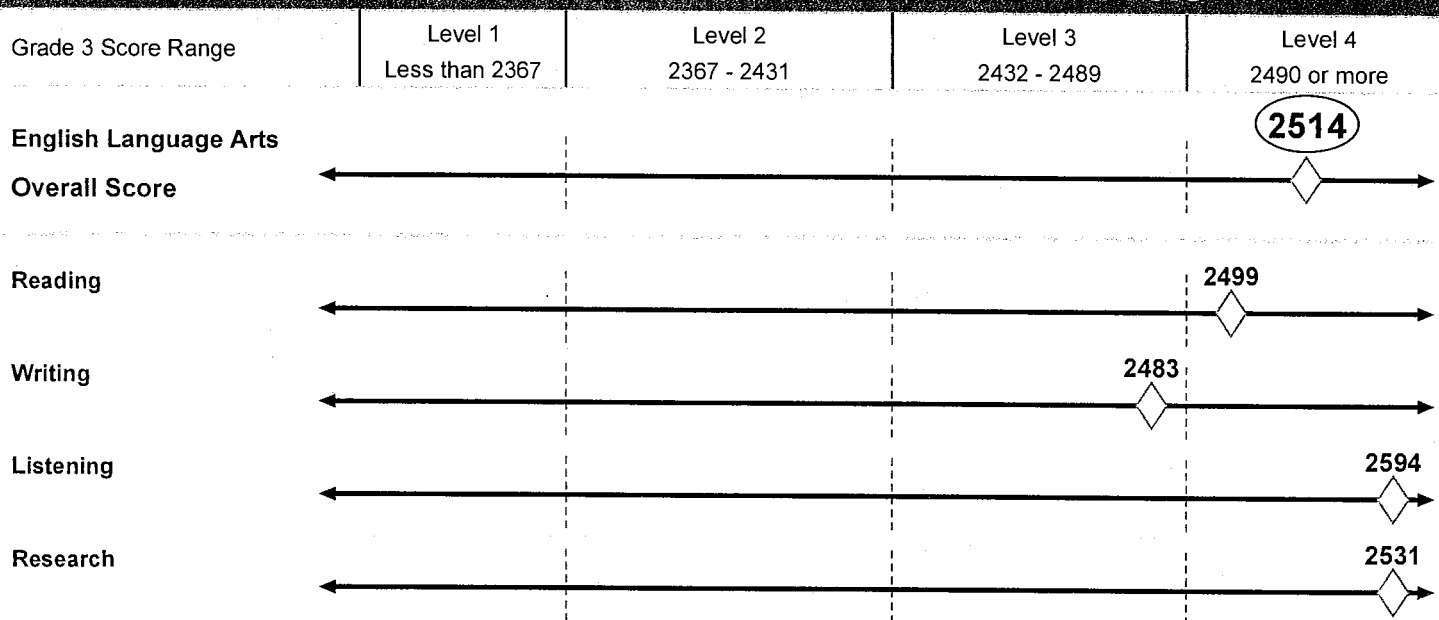 Grade 3 Score Range
Level 1
Less than 2367
Level 2
2367 - 2431
Level 3
2432 - 2489
Level 4
2490 or more
English Language Arts
Overall Score
2514
Reading
2499
Writing
2483
Listening
2594
Research
2531